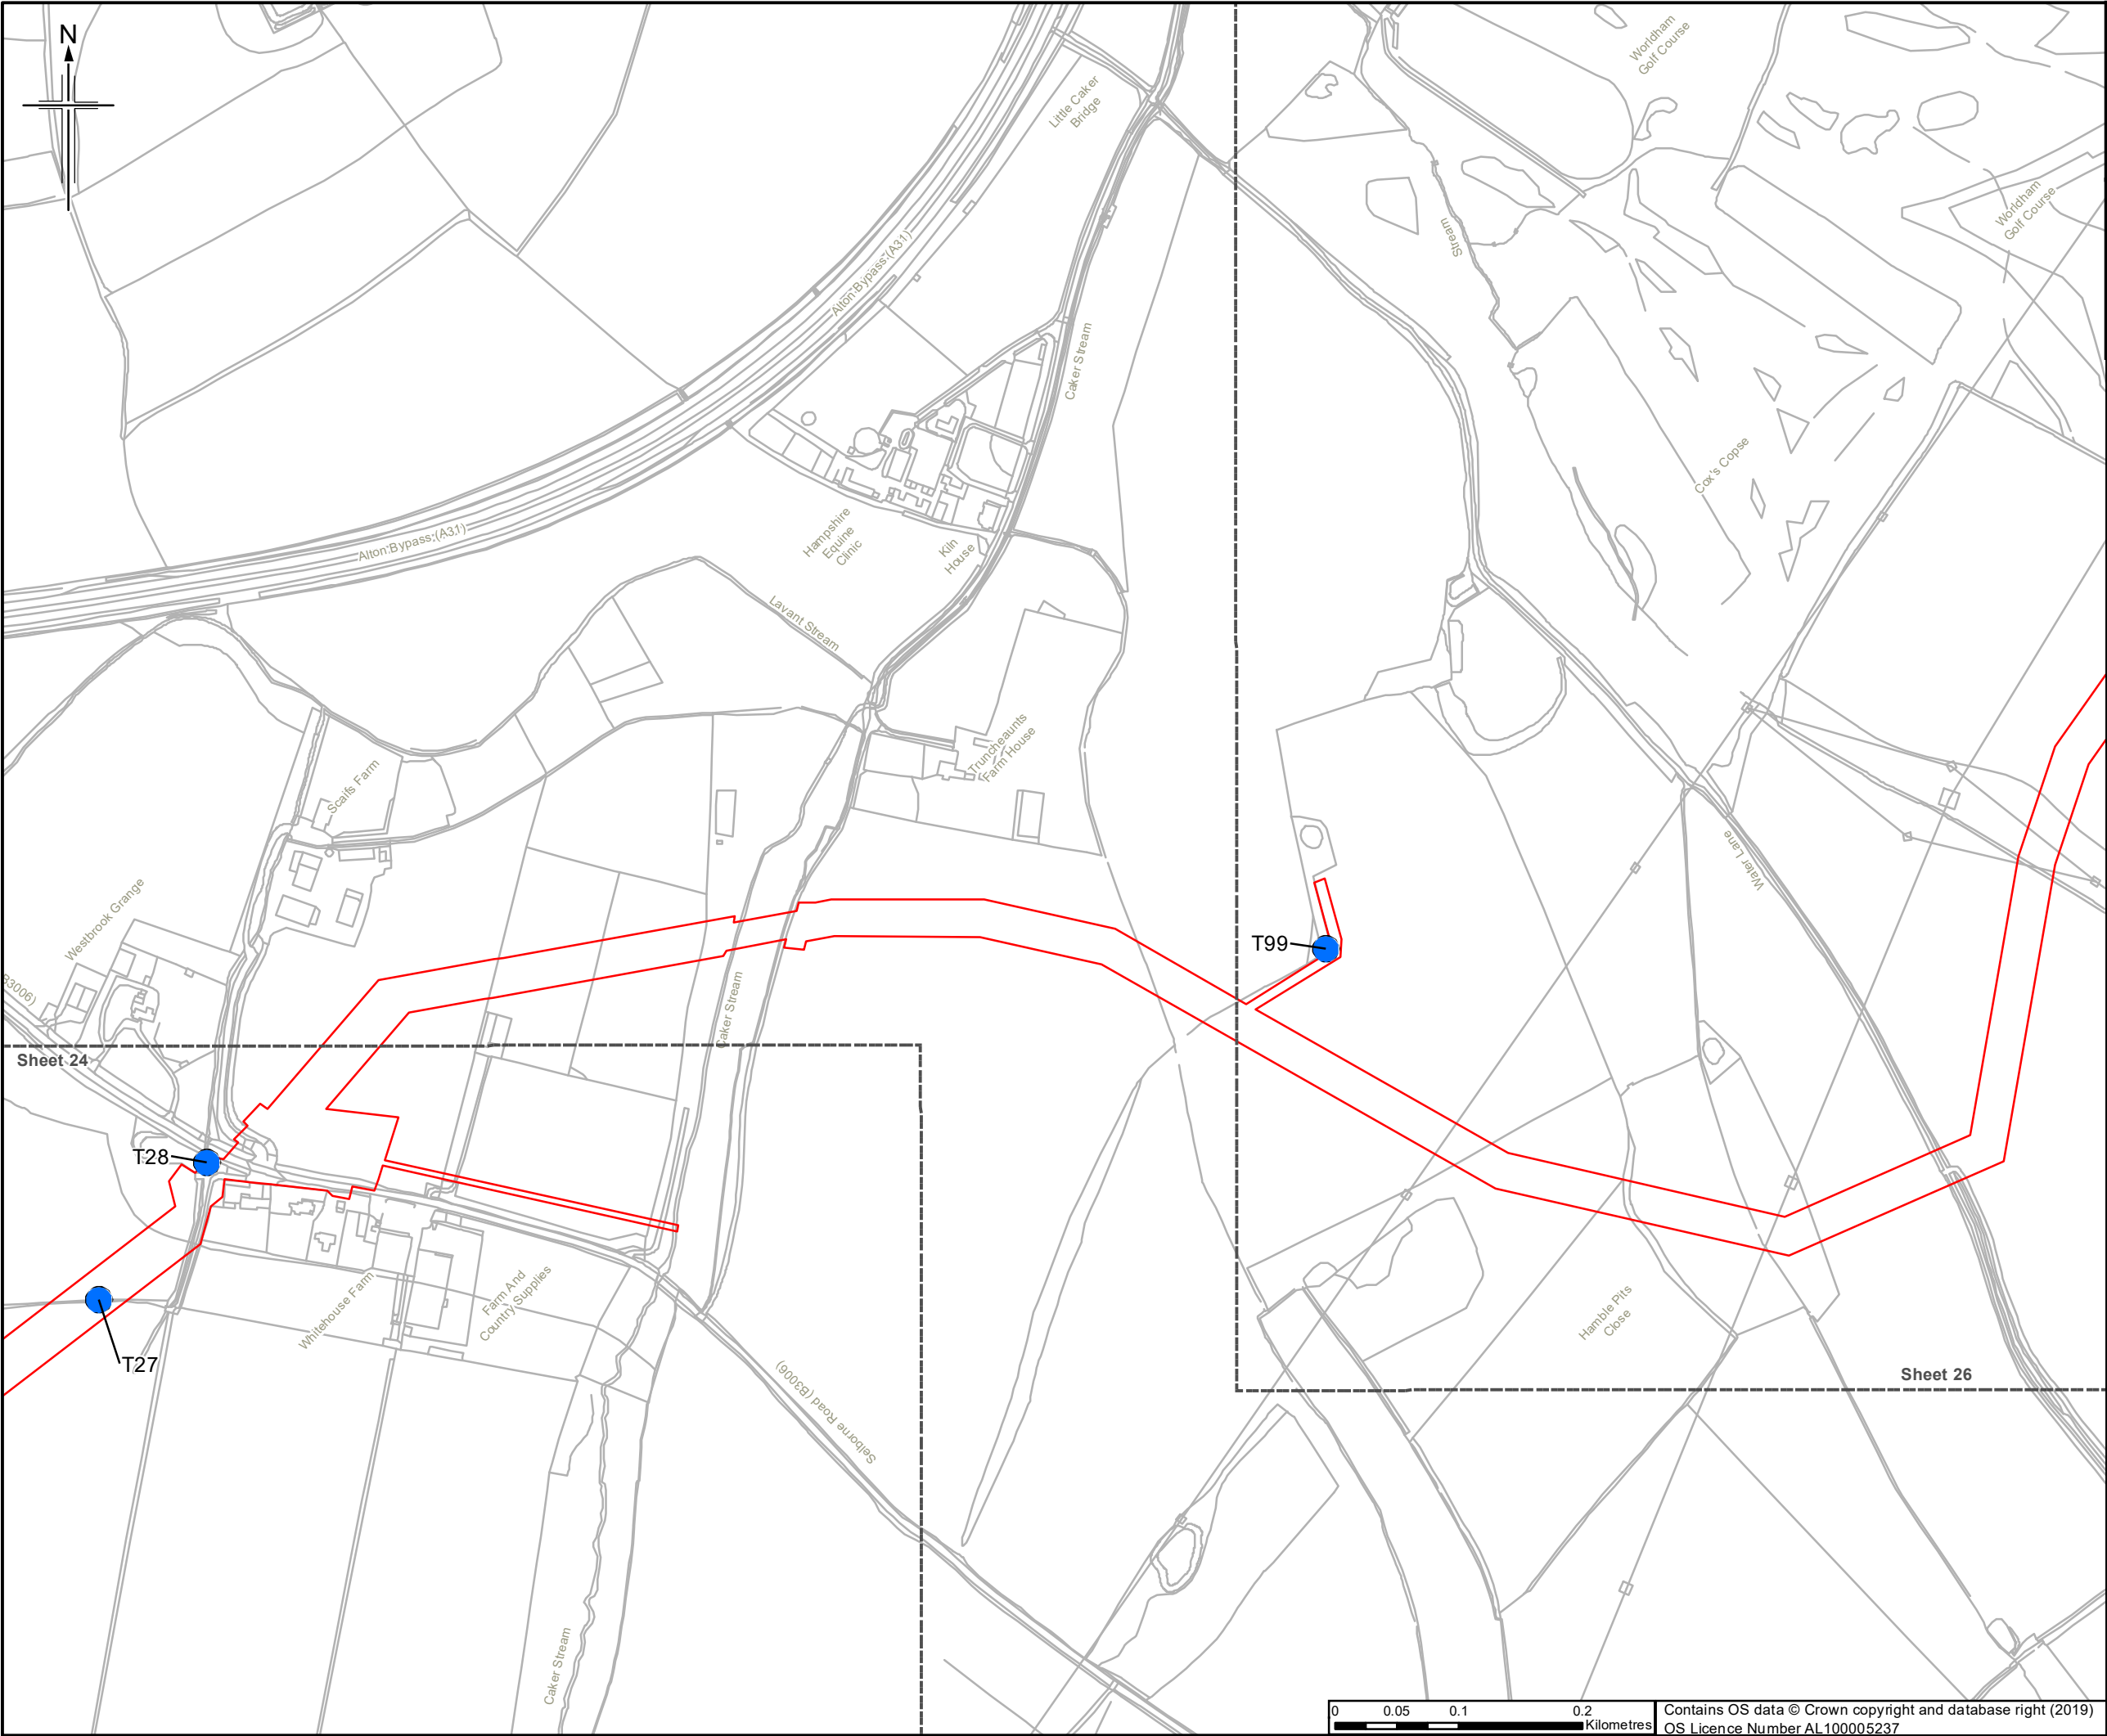 N
Worldham
Golf Course
Little Caker
Bridge
Worldham
Golf Course
Stream
Alton Bypass (A31)
Caker Stream
Cox's Copse
Alton Bypass (A31)
Hampshire
Equine
Clinic
Kiln
House
Lavant Stream
Truncheaunts
Farm House
Scaifs Farm
Water Lane
Westbrook Grange
T99
B3006)
Caker Stream
Sheet 24
T28
Whitehouse Farm
Farm And
Country Supplies
Hamble Pits
Close
T27
Sheet 26
Selborne Road (B3006)
Caker Stream
0 0.05 0.1 0.2
Kilometres
Contains OS data © Crown copyright and database right (2019)
OS Licence Number AL100005237